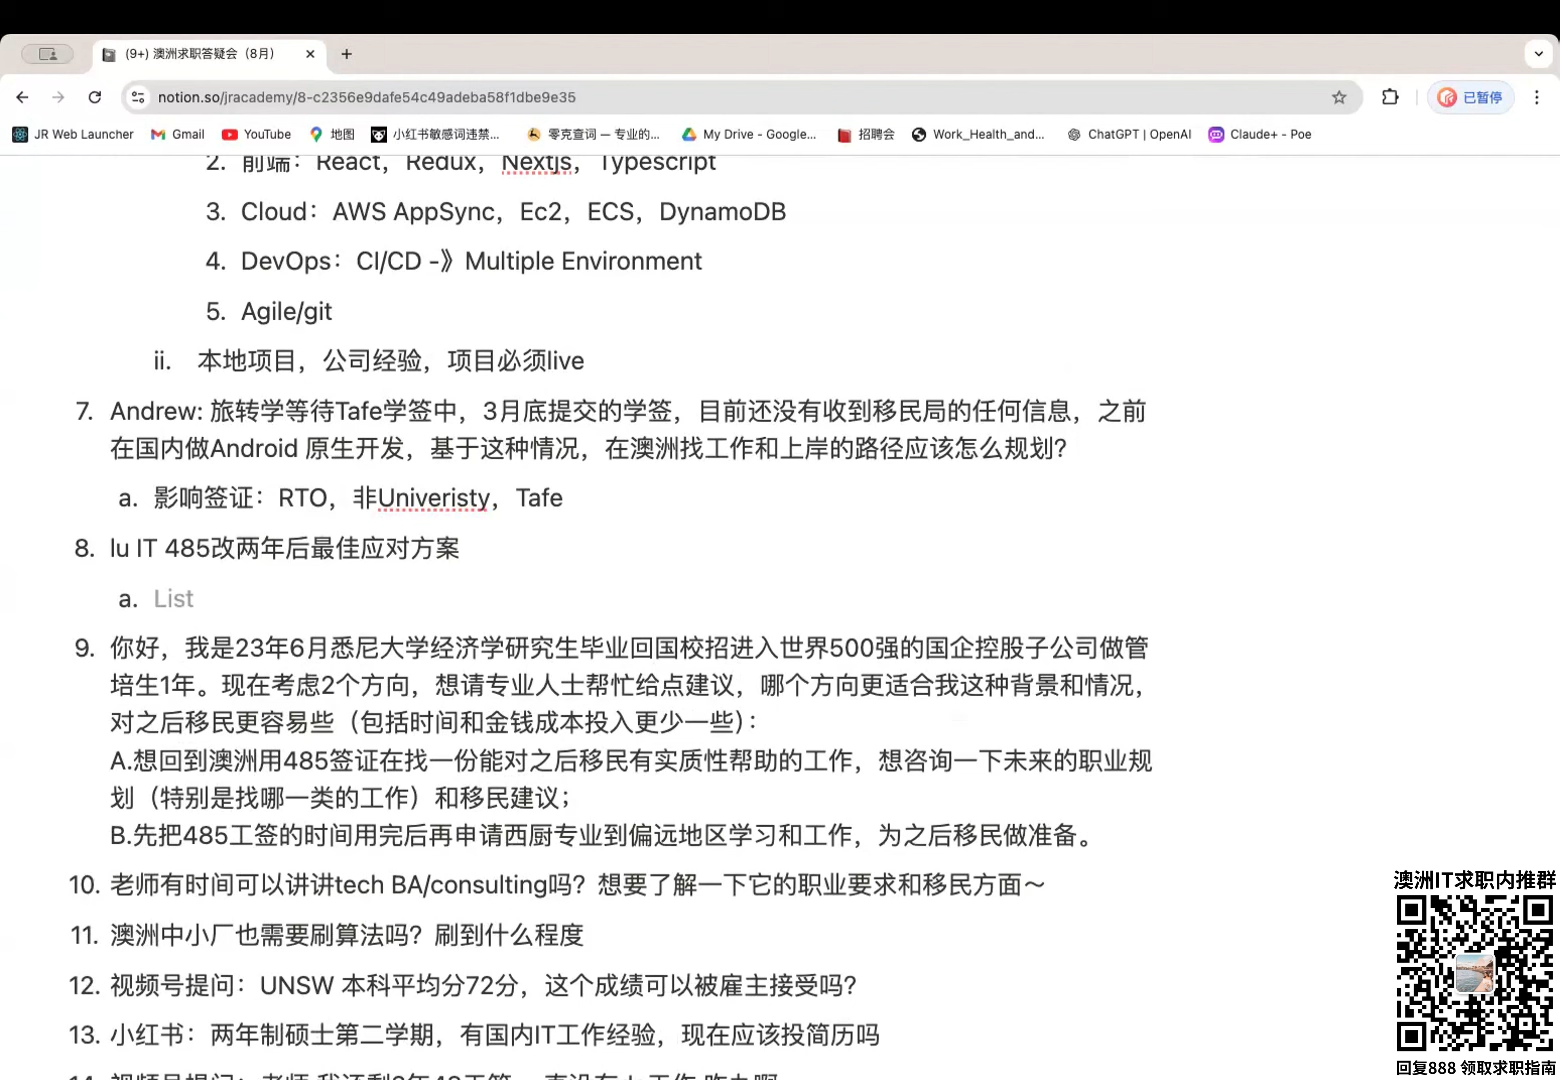 (9+) 澳洲求职答疑会（8月）
notion.so/jracademy/8-c2356e9dafe54c49adeba58f1dbe9e35
已暂停
JR Web Launcher
Gmail
YouTube
地图
小红书敏感词违禁...
零克查词 — 专业的...
My Drive - Google...
招聘会
Work_Health_and...
ChatGPT | OpenAI
Claude+ - Poe
2. 前端：React，Redux，Nextjs，Typescript
3. Cloud：AWS AppSync，Ec2，ECS，DynamoDB
4. DevOps：CI/CD -》Multiple Environment
5. Agile/git
ii. 本地项目，公司经验，项目必须live
7. Andrew: 旅转学等待Tafe学签中，3月底提交的学签，目前还没有收到移民局的任何信息，之前
在国内做Android 原生开发，基于这种情况，在澳洲找工作和上岸的路径应该怎么规划？
a. 影响签证：RTO，非Univeristy，Tafe
8. lu IT 485改两年后最佳应对方案
a. List
9. 你好，我是23年6月悉尼大学经济学研究生毕业回国校招进入世界500强的国企控股子公司做管
培生1年。现在考虑2个方向，想请专业人士帮忙给点建议，哪个方向更适合我这种背景和情况，
对之后移民更容易些（包括时间和金钱成本投入更少一些）：
A.想回到澳洲用485签证在找一份能对之后移民有实质性帮助的工作，想咨询一下未来的职业规
划（特别是找哪一类的工作）和移民建议；
B.先把485工签的时间用完后再申请西厨专业到偏远地区学习和工作，为之后移民做准备。
10. 老师有时间可以讲讲tech BA/consulting吗？想要了解一下它的职业要求和移民方面～
11. 澳洲中小厂也需要刷算法吗？刷到什么程度
12. 视频号提问：UNSW 本科平均分72分，这个成绩可以被雇主接受吗？
13. 小红书：两年制硕士第二学期，有国内IT工作经验，现在应该投简历吗
澳洲IT求职内推群
回复888 领取求职指南